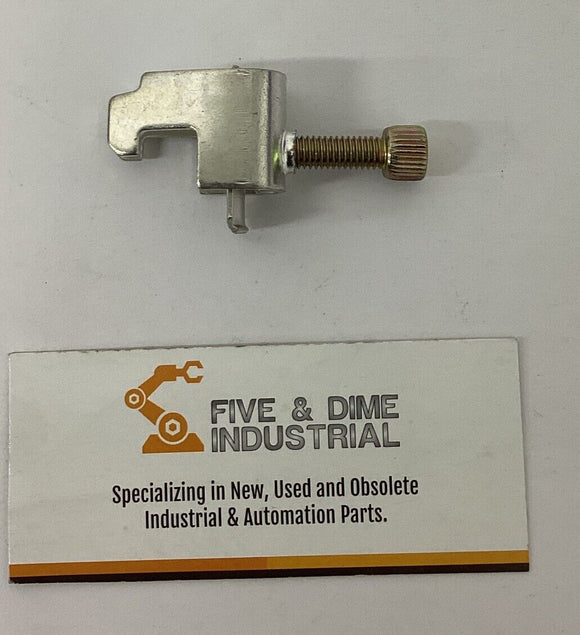 FIVE & DIME
INDUSTRIAL
Specializing in New, Used and Obsolete
Industrial & Automation Parts.